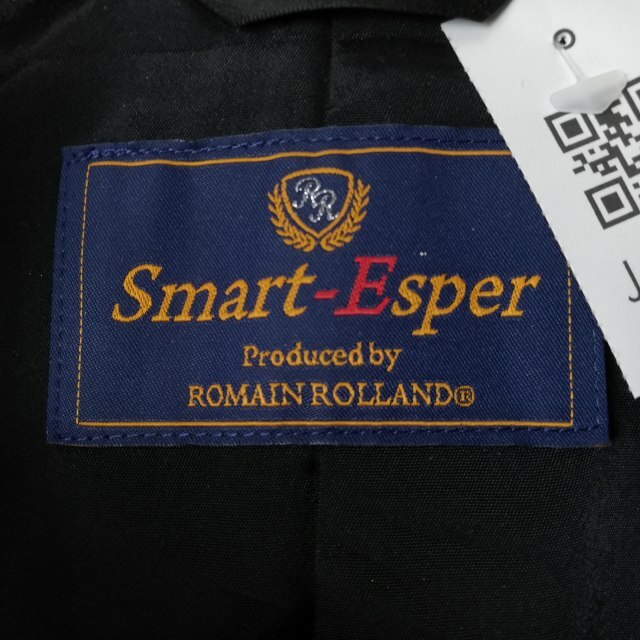 RR
Smart-Esper
Produced by
ROMAIN ROLLAND®
J